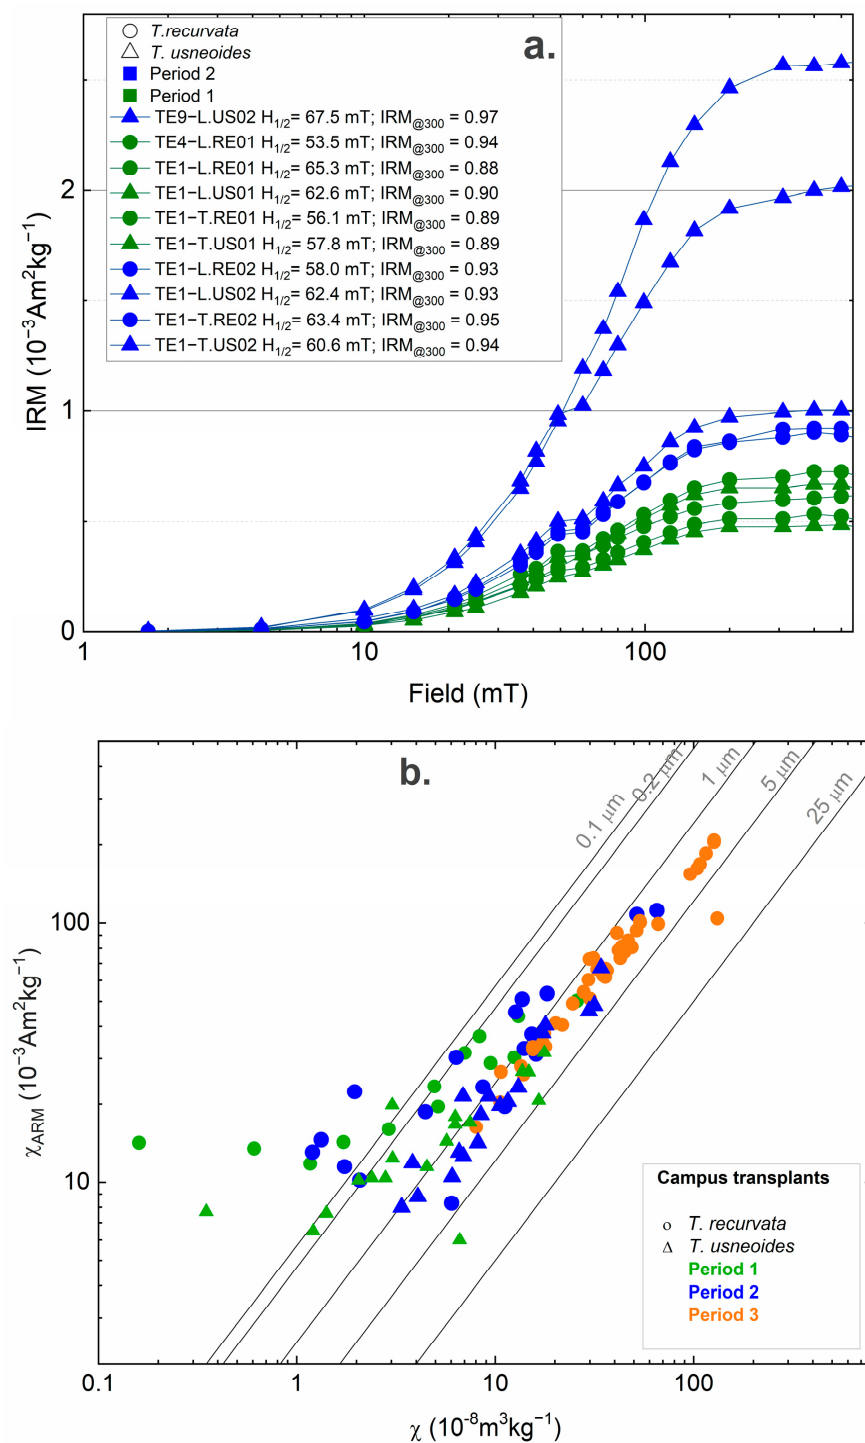 a.
T.recurvata
T. usneoides
Period 2
Period 1
TE9−L.US02 H1/2= 67.5 mT; IRM@300 = 0.97
TE4−L.RE01 H1/2= 53.5 mT; IRM@300 = 0.94
TE1−L.RE01 H1/2= 65.3 mT; IRM@300 = 0.88
TE1−L.US01 H1/2= 62.6 mT; IRM@300 = 0.90
TE1−T.RE01 H1/2= 56.1 mT; IRM@300 = 0.89
TE1−T.US01 H1/2= 57.8 mT; IRM@300 = 0.89
TE1−L.RE02 H1/2= 58.0 mT; IRM@300 = 0.93
TE1−L.US02 H1/2= 62.4 mT; IRM@300 = 0.93
TE1−T.RE02 H1/2= 63.4 mT; IRM@300 = 0.95
TE1−T.US02 H1/2= 60.6 mT; IRM@300 = 0.94
IRM (10−3Am2kg−1)
2
1
0
1 10 100
Field (mT)
b.
0.1 μm
0.2 μm
1 μm
5 μm
25 μm
χARM (10−3Am2kg−1)
100
10
Campus transplants
T. recurvata
T. usneoides
Period 1
Period 2
Period 3
0.1 1 10 100
χ (10-8m3kg−1)